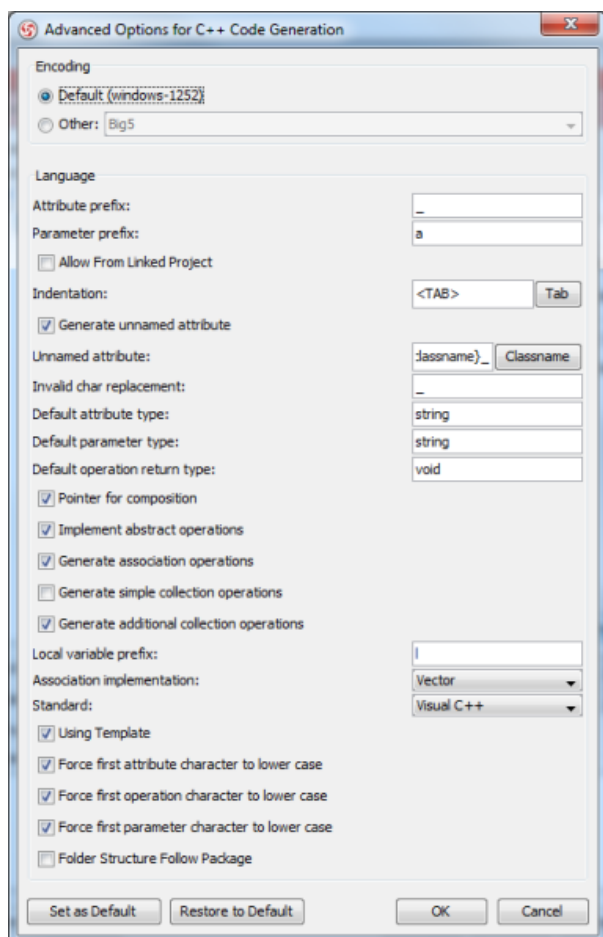 Advanced Options for C++ Code Generation
Encoding
Default (windows-1252)
Other: Big5
Language
Attribute prefix: _
Parameter prefix: a
Allow From Linked Project
Indentation: <TAB> Tab
Generate unnamed attribute
Unnamed attribute: lassname}_ Classname
Invalid char replacement: _
Default attribute type: string
Default parameter type: string
Default operation return type: void
Pointer for composition
Implement abstract operations
Generate association operations
Generate simple collection operations
Generate additional collection operations
Local variable prefix: l
Association implementation: Vector
Standard: Visual C++
Using Template
Force first attribute character to lower case
Force first operation character to lower case
Force first parameter character to lower case
Folder Structure Follow Package
Set as Default Restore to Default OK Cancel